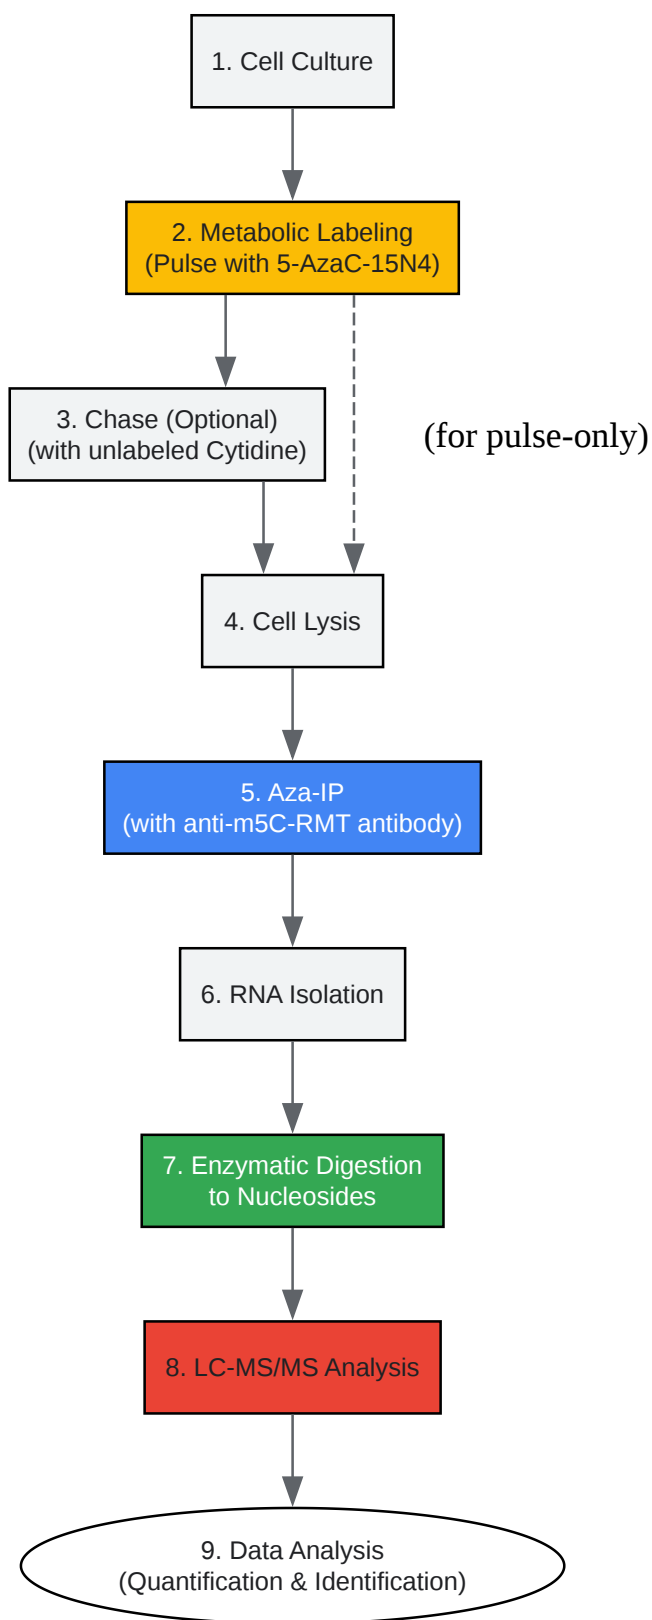 1. Cell Culture
2. Metabolic Labeling
(Pulse with 5-AzaC-15N4)
3. Chase (Optional)
(with unlabeled Cytidine)
(for pulse-only)
4. Cell Lysis
5. Aza-IP
(with anti-m5C-RMT antibody)
6. RNA Isolation
7. Enzymatic Digestion
to Nucleosides
8. LC-MS/MS Analysis
9. Data Analysis
(Quantification & Identification)